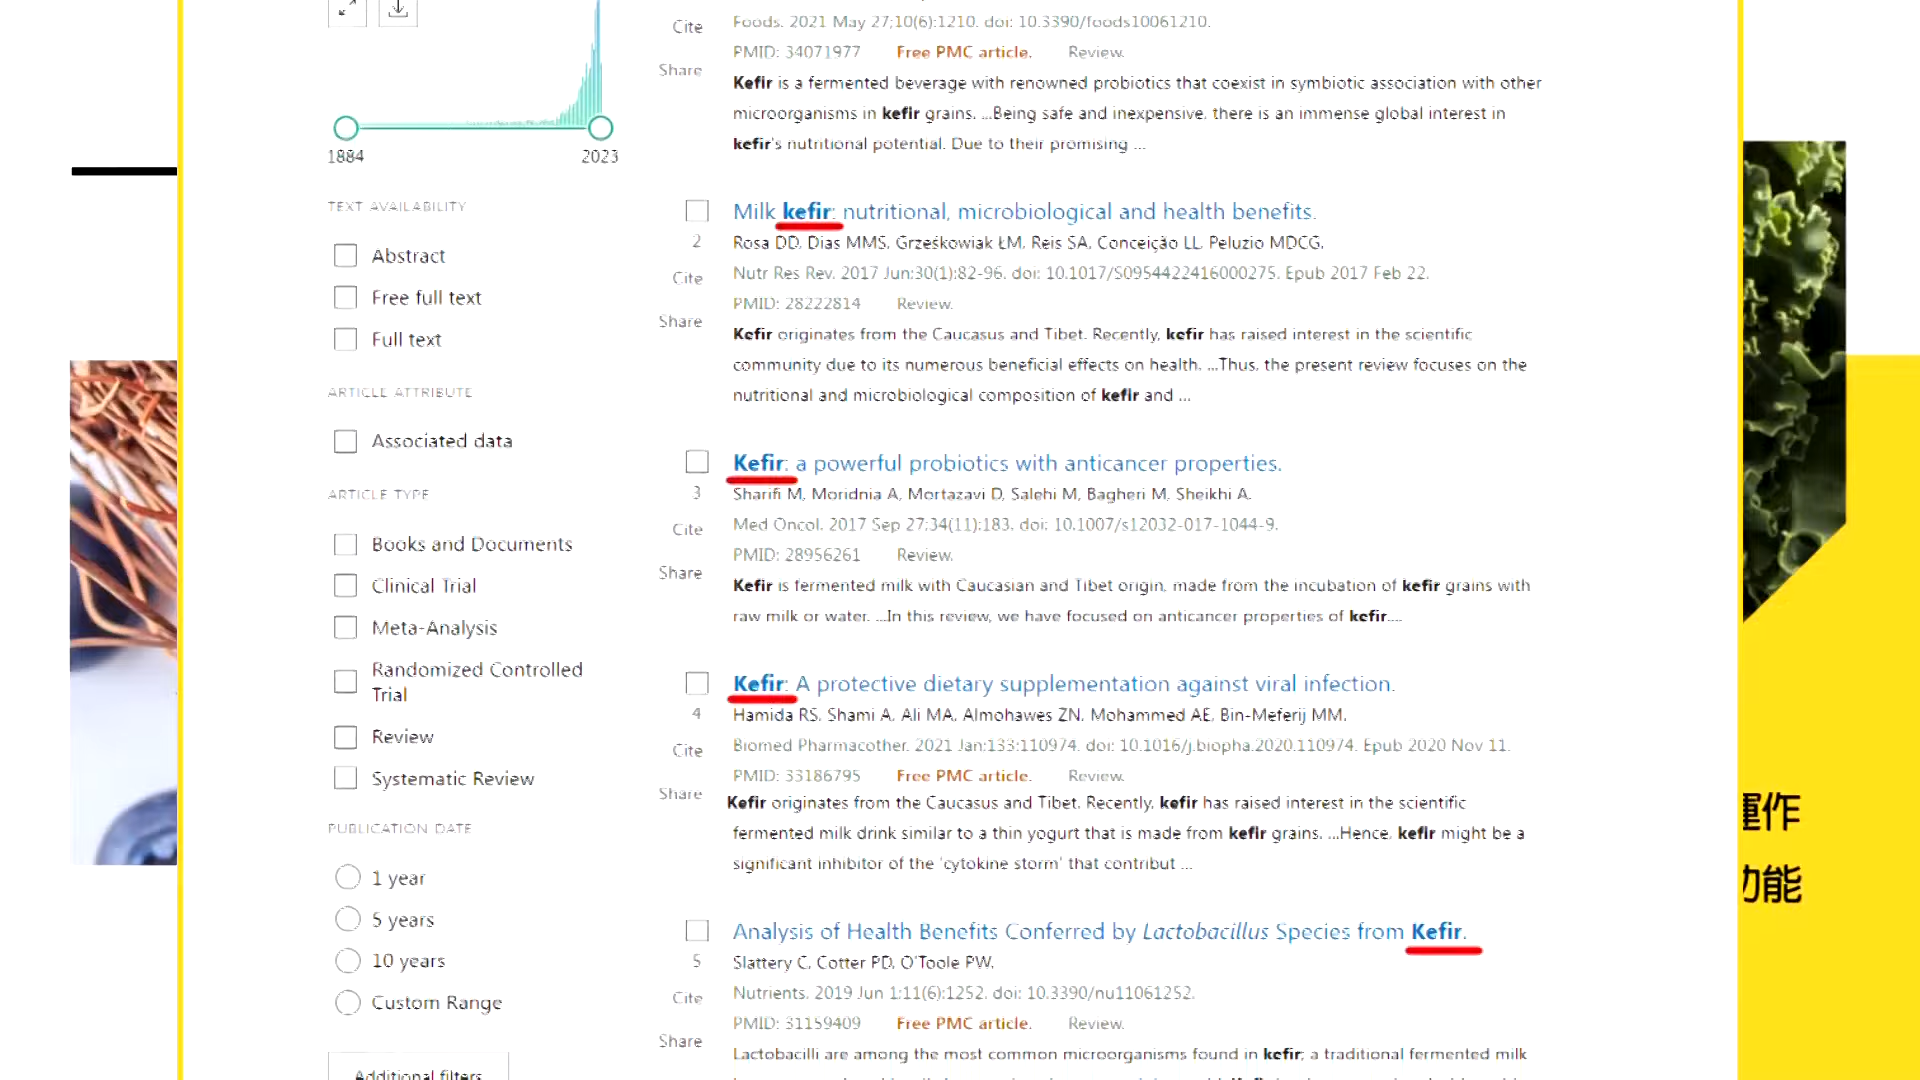 1884
2023
TEXT AVAILABILITY
Abstract
Free full text
Full text
ARTICLE ATTRIBUTE
Associated data
ARTICLE TYPE
Books and Documents
Clinical Trial
Meta-Analysis
Randomized Controlled
Trial
Review
Systematic Review
PUBLICATION DATE
1 year
5 years
10 years
Custom Range
Additional filters
Cite
Share
Foods. 2021 May 27;10(6):1210. doi: 10.3390/foods10061210.
PMID: 34071977 Free PMC article. Review.
Kefir is a fermented beverage with renowned probiotics that coexist in symbiotic association with other
microorganisms in kefir grains. ...Being safe and inexpensive, there is an immense global interest in
kefir's nutritional potential. Due to their promising ...
Milk kefir: nutritional, microbiological and health benefits.
2
Cite
Share
Rosa DD, Dias MMS, Grześkowiak ŁM, Reis SA, Conceição LL, Peluzio MDCG.
Nutr Res Rev. 2017 Jun;30(1):82-96. doi: 10.1017/S0954422416000275. Epub 2017 Feb 22.
PMID: 28222814 Review.
Kefir originates from the Caucasus and Tibet. Recently, kefir has raised interest in the scientific
community due to its numerous beneficial effects on health. ...Thus, the present review focuses on the
nutritional and microbiological composition of kefir and ...
Kefir: a powerful probiotics with anticancer properties.
3
Cite
Share
Sharifi M, Moridnia A, Mortazavi D, Salehi M, Bagheri M, Sheikhi A.
Med Oncol. 2017 Sep 27;34(11):183. doi: 10.1007/s12032-017-1044-9.
PMID: 28956261 Review.
Kefir is fermented milk with Caucasian and Tibet origin, made from the incubation of kefir grains with
raw milk or water. ...In this review, we have focused on anticancer properties of kefir....
Kefir: A protective dietary supplementation against viral infection.
4
Cite
Share
Hamida RS, Shami A, Ali MA, Almohawes ZN, Mohammed AE, Bin-Meferij MM.
Biomed Pharmacother. 2021 Jan;133:110974. doi: 10.1016/j.biopha.2020.110974. Epub 2020 Nov 11.
PMID: 33186795 Free PMC article. Review.
Kefir originates from the Caucasus and Tibet. Recently, kefir has raised interest in the scientific
fermented milk drink similar to a thin yogurt that is made from kefir grains. ...Hence, kefir might be a
significant inhibitor of the 'cytokine storm' that contribut ...
Analysis of Health Benefits Conferred by Lactobacillus Species from Kefir.
5
Cite
Share
Slattery C, Cotter PD, O'Toole PW.
Nutrients. 2019 Jun 1;11(6):1252. doi: 10.3390/nu11061252.
PMID: 31159409 Free PMC article. Review.
Lactobacilli are among the most common microorganisms found in kefir; a traditional fermented milk
運作
功能